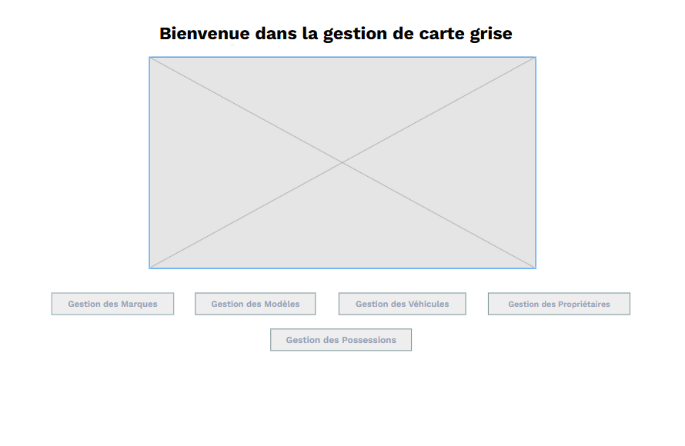 Bienvenue dans la gestion de carte grise
Gestion des Marques
Gestion des Modèles
Gestion des Véhicules
Gestion des Propriétaires
Gestion des Possessions